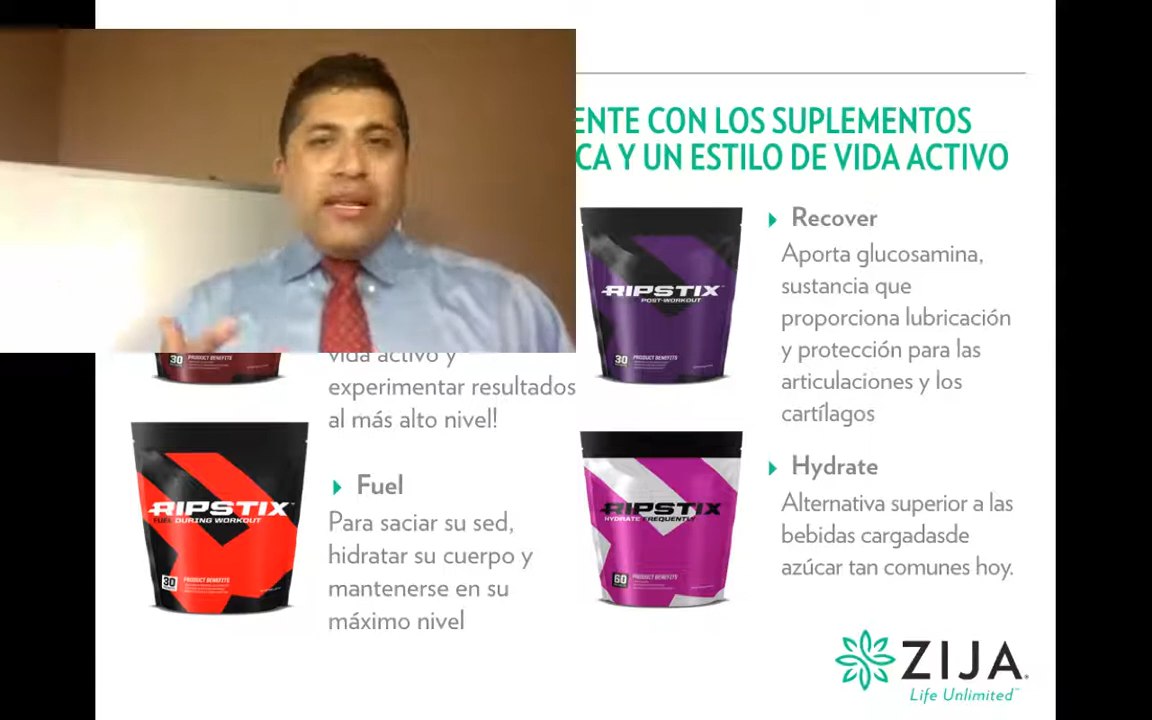 ENTE CON LOS SUPLEMENTOS
CA Y UN ESTILO DE VIDA ACTIVO
30
PRODUCT BENEFITS
vida activo y
experimentar resultados
al más alto nivel!
RIPSTIX
FUEL DURING WORKOUT
30
PRODUCT BENEFITS
Fuel
Para saciar su sed,
hidratar su cuerpo y
mantenerse en su
máximo nivel
RIPSTIX
POST-WORKOUT
30
PRODUCT BENEFITS
Recover
Aporta glucosamina,
sustancia que
proporciona lubricación
y protección para las
articulaciones y los
cartílagos
RIPSTIX
HYDRATE FREQUENTLY
60
PRODUCT BENEFITS
Hydrate
Alternativa superior a las
bebidas cargadasde
azúcar tan comunes hoy.
ZIJA
Life Unlimited™